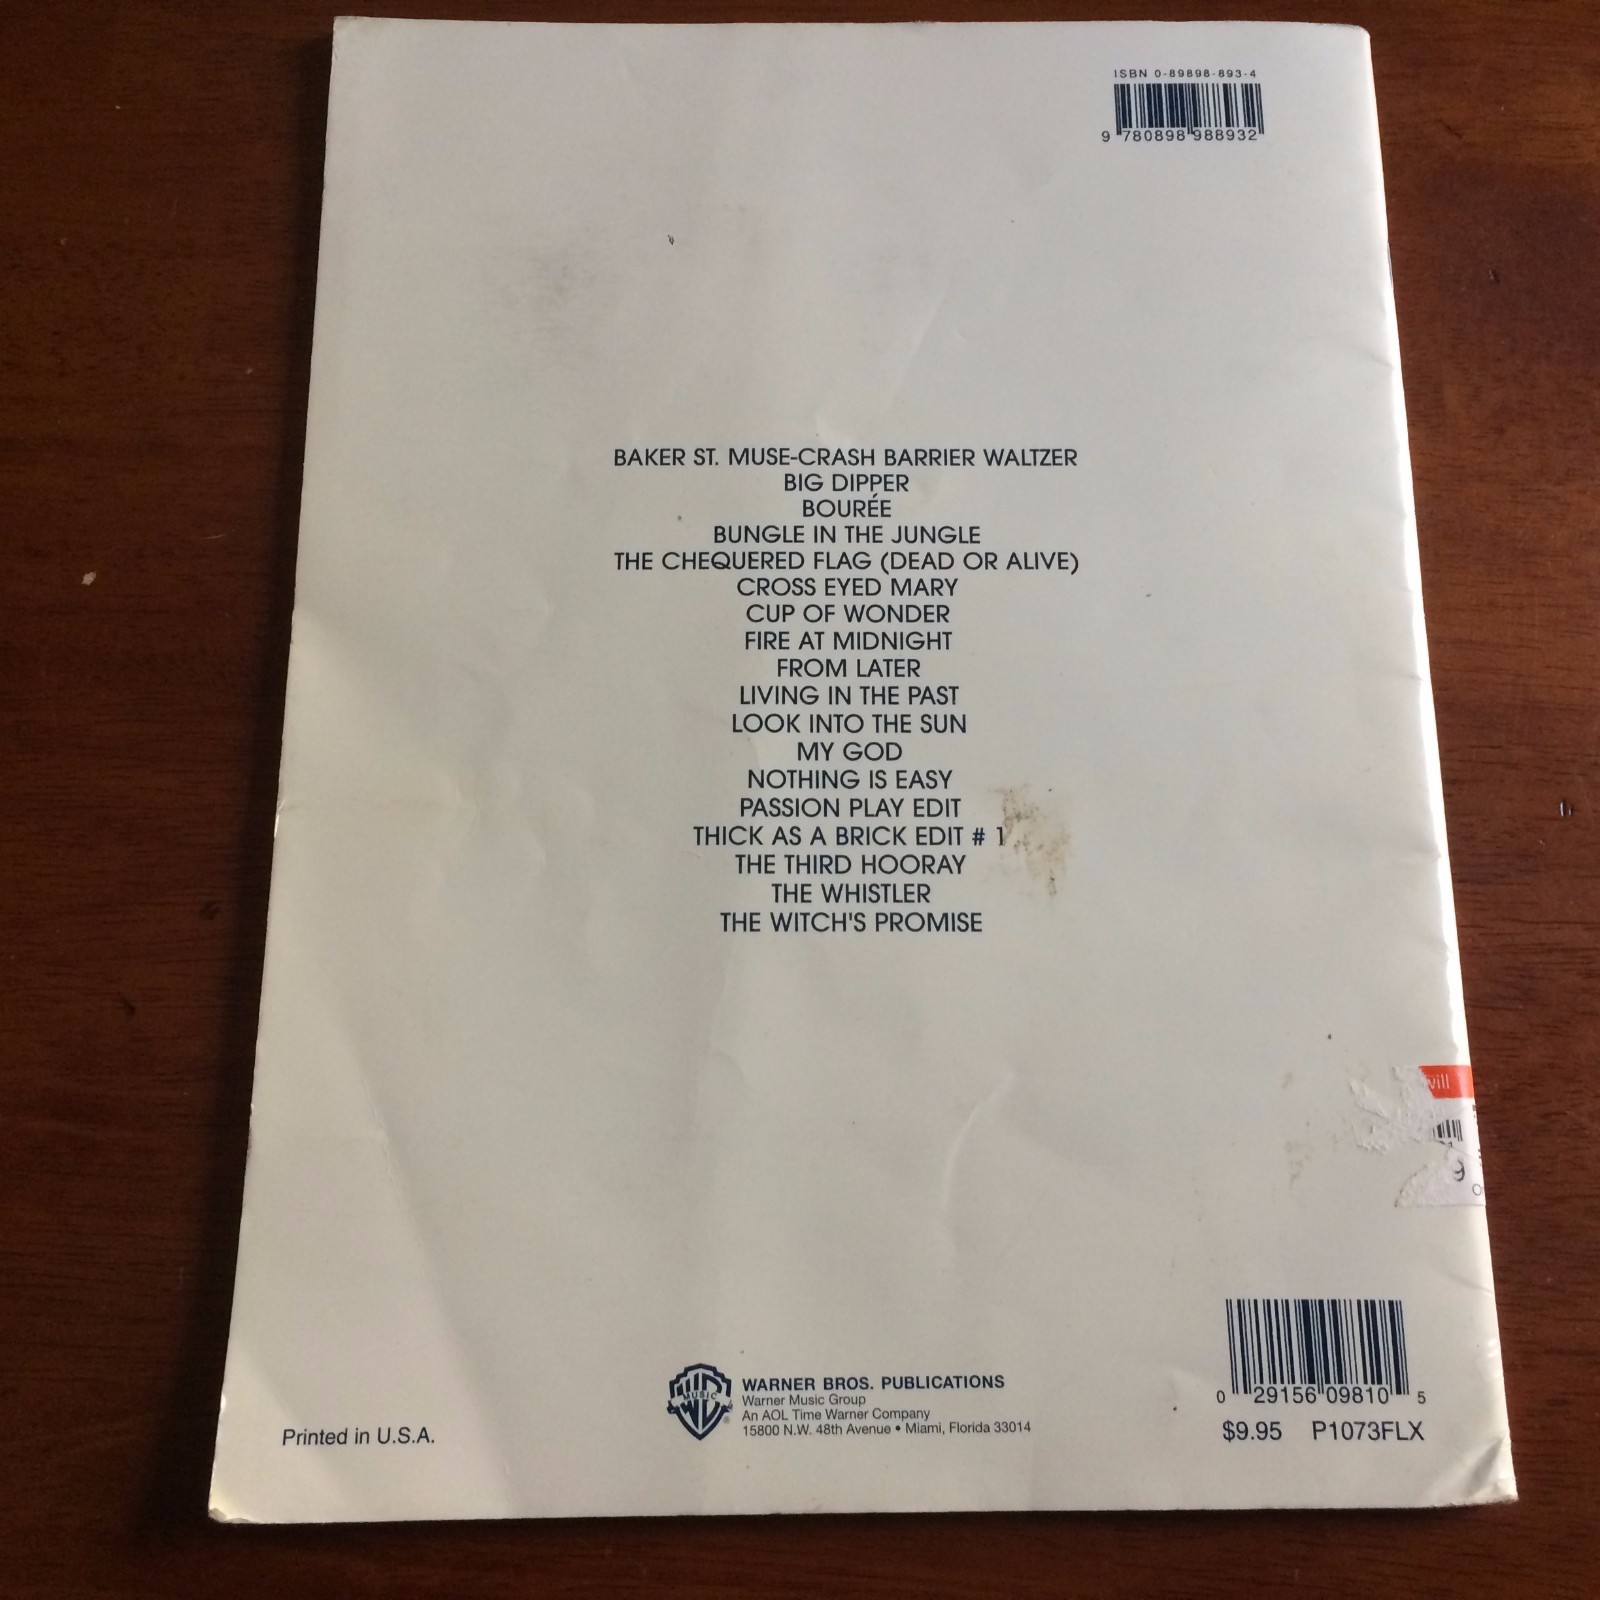 ISBN 0-89898-893-4
9 780898 988932
BAKER ST. MUSE-CRASH BARRIER WALTZER
BIG DIPPER
BOURÉE
BUNGLE IN THE JUNGLE
THE CHEQUERED FLAG (DEAD OR ALIVE)
CROSS EYED MARY
CUP OF WONDER
FIRE AT MIDNIGHT
FROM LATER
LIVING IN THE PAST
LOOK INTO THE SUN
MY GOD
NOTHING IS EASY
PASSION PLAY EDIT
THICK AS A BRICK EDIT # 1
THE THIRD HOORAY
THE WHISTLER
THE WITCH'S PROMISE
will
9
Printed in U.S.A.
MUSIC
WARNER BROS. PUBLICATIONS
Warner Music Group
An AOL Time Warner Company
15800 N.W. 48th Avenue • Miami, Florida 33014
0 29156 09810 5
$9.95 P1073FLX